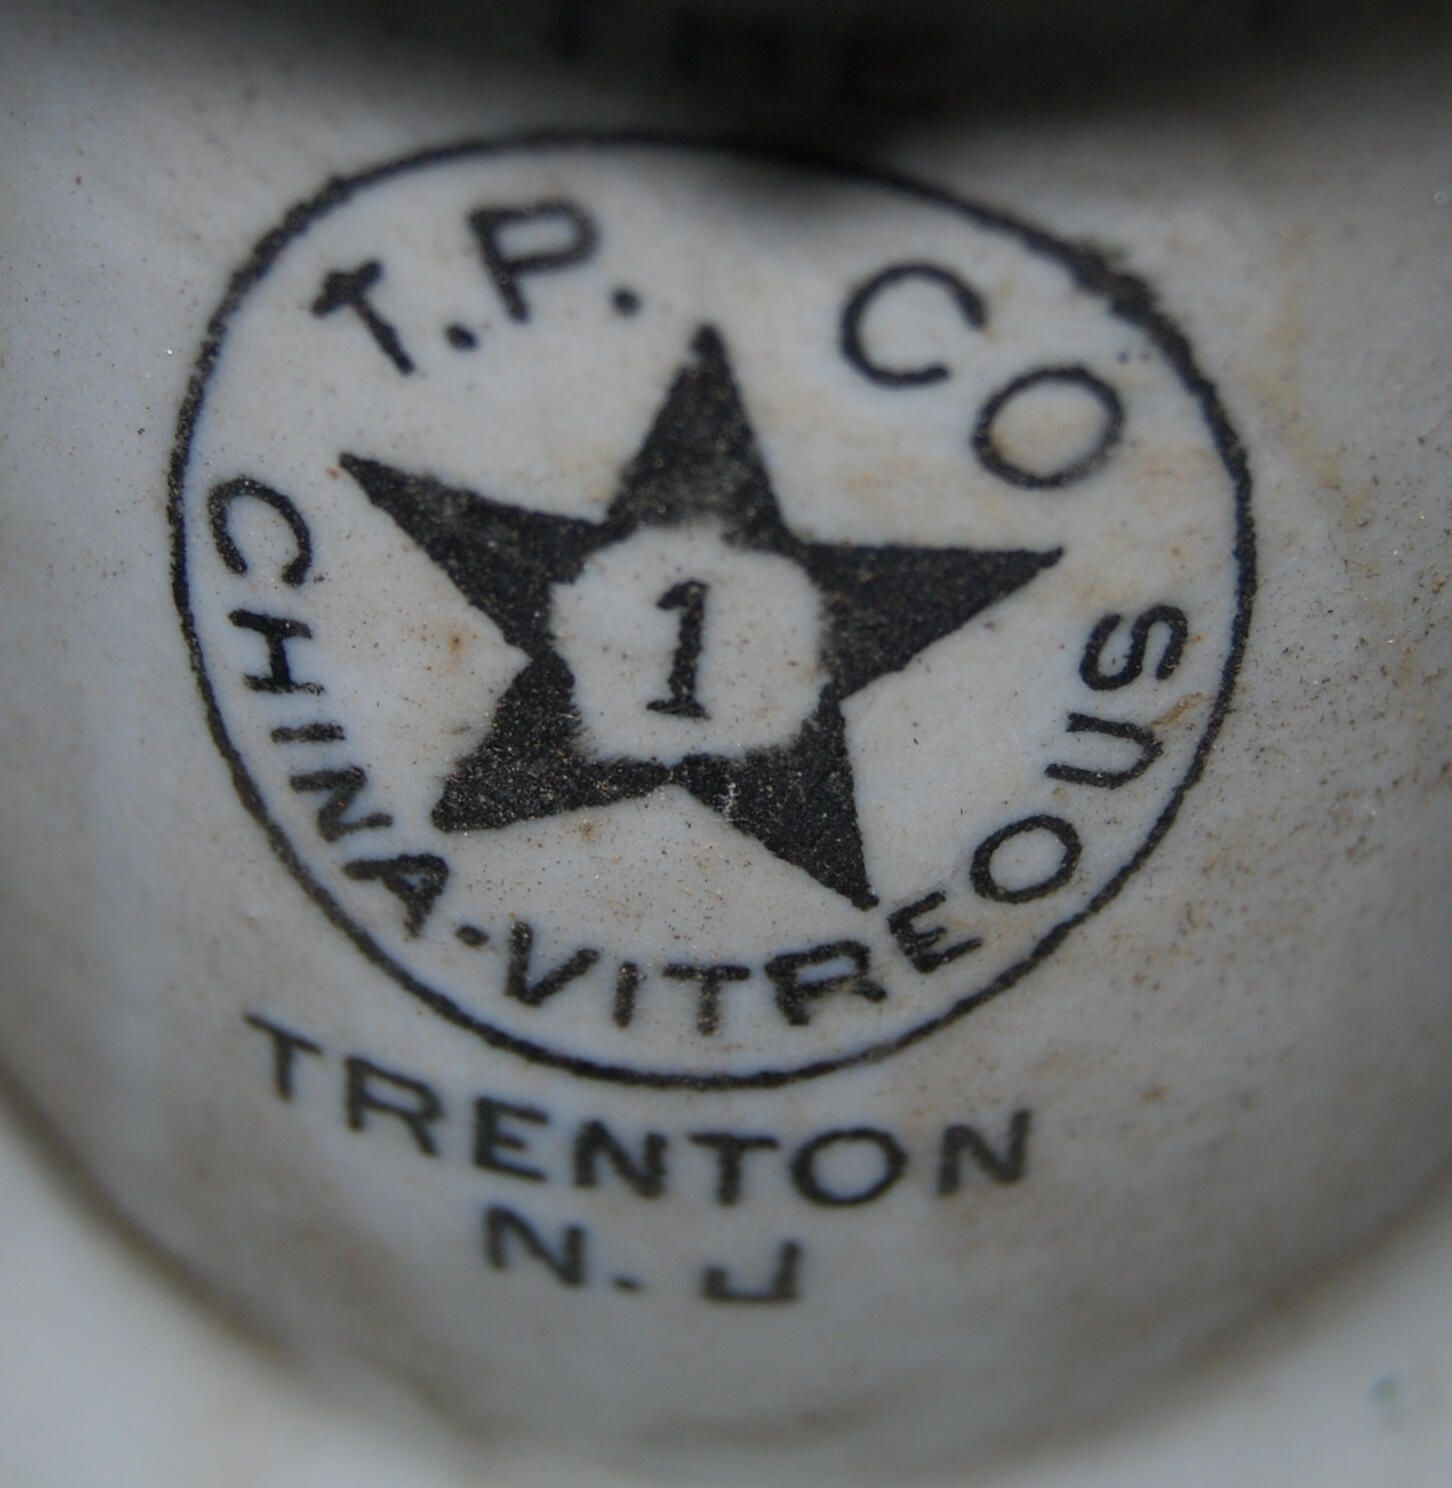 T.P. CO
1
CHINA-VITREOUS
TRENTON
N. J